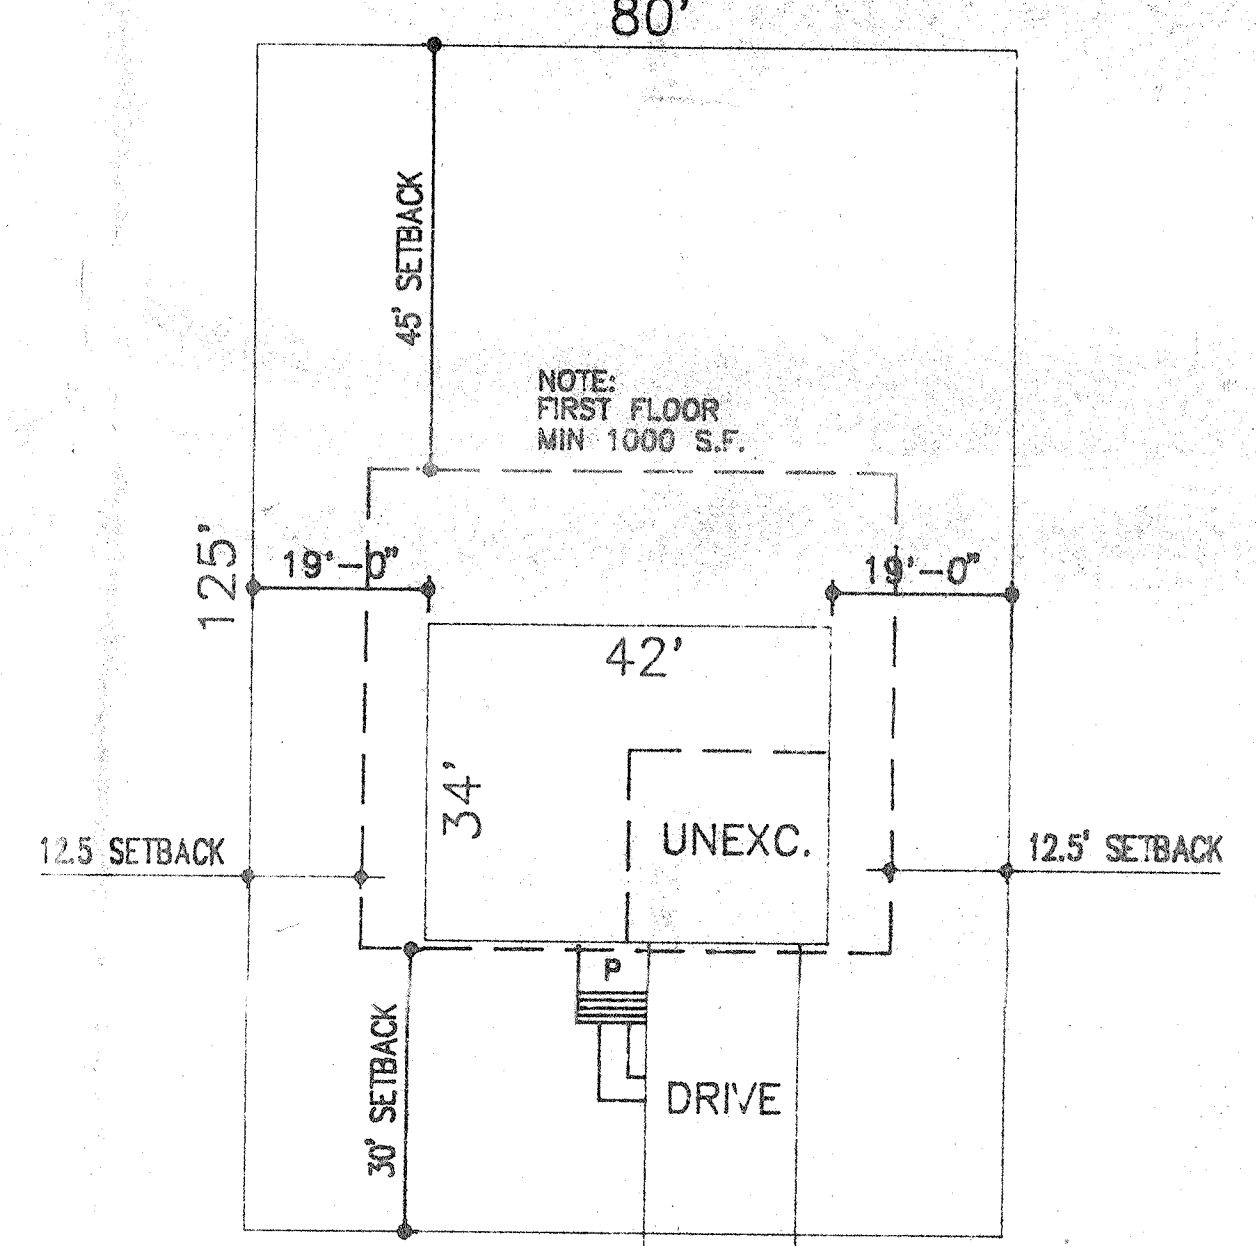 80'
45' SETBACK
NOTE:
FIRST FLOOR
MIN 1000 S.F.
125'
19'-0"
19'-0"
42'
34'
UNEXC.
12.5 SETBACK
12.5' SETBACK
P
30' SETBACK
DRIVE